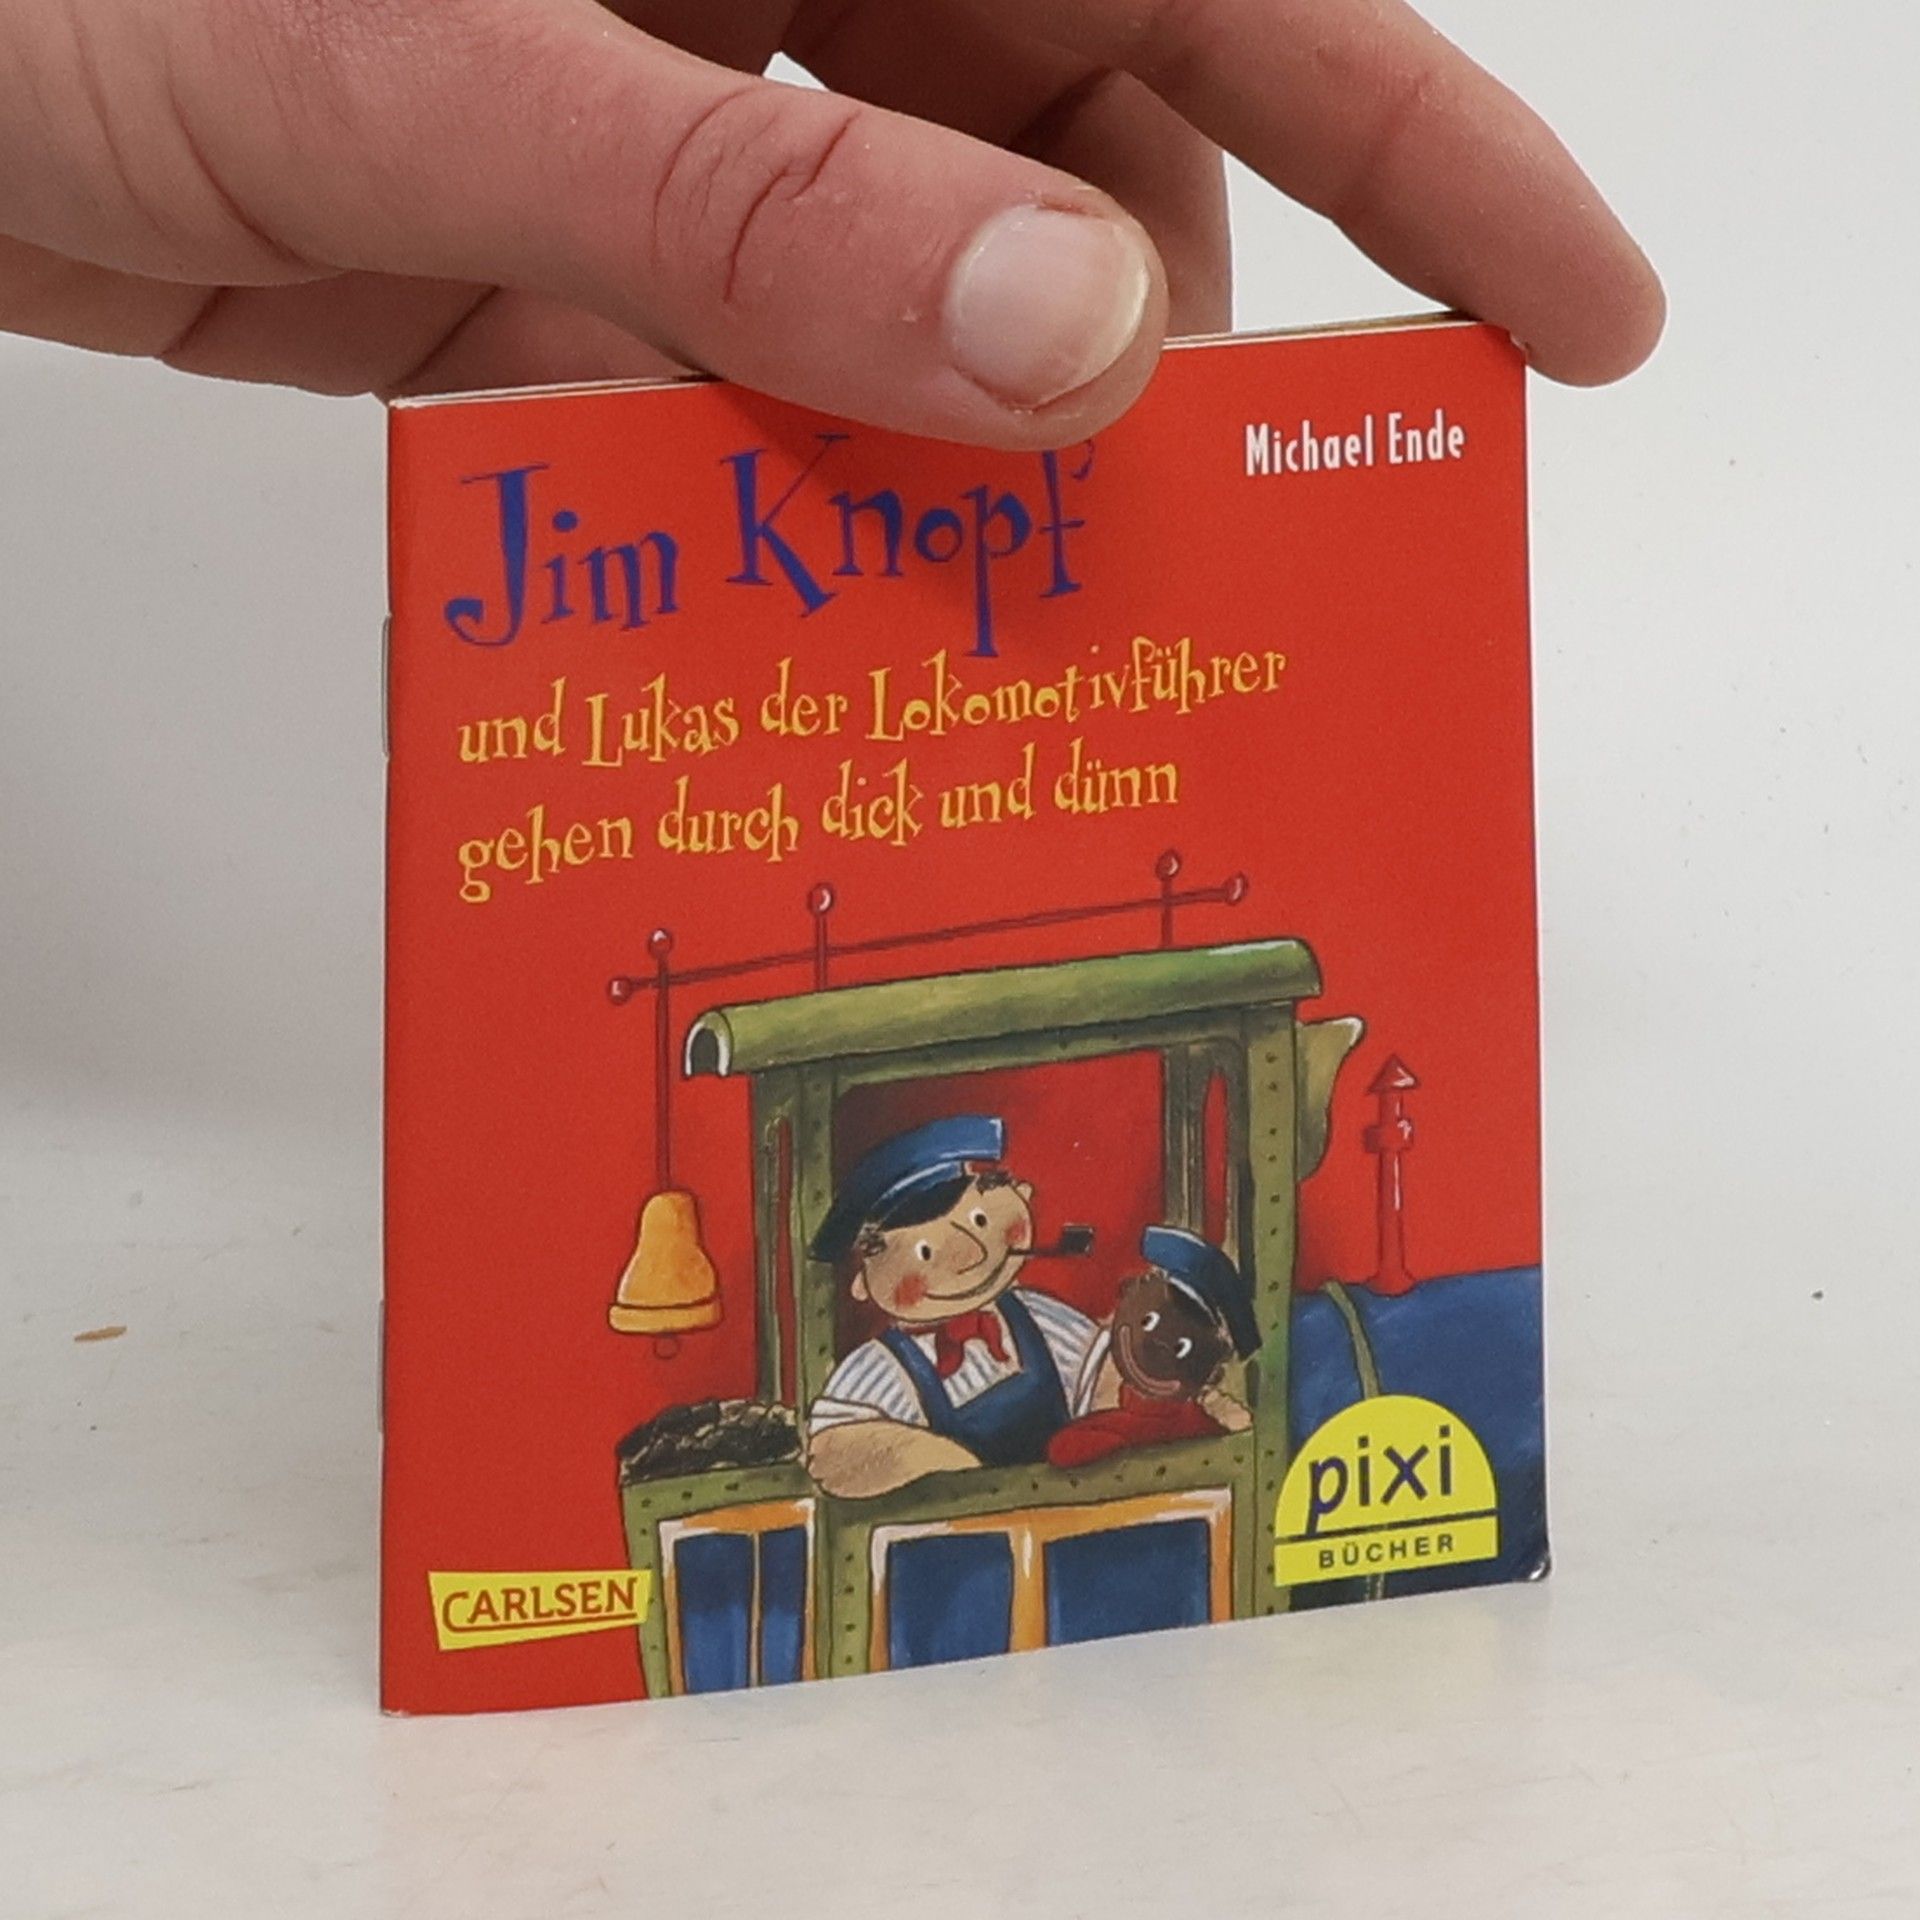 Michael Ende
Jim Knopf
und Lukas der Lokomotivführer
gehen durch dick und dünn
pixi
BÜCHER
CARLSEN